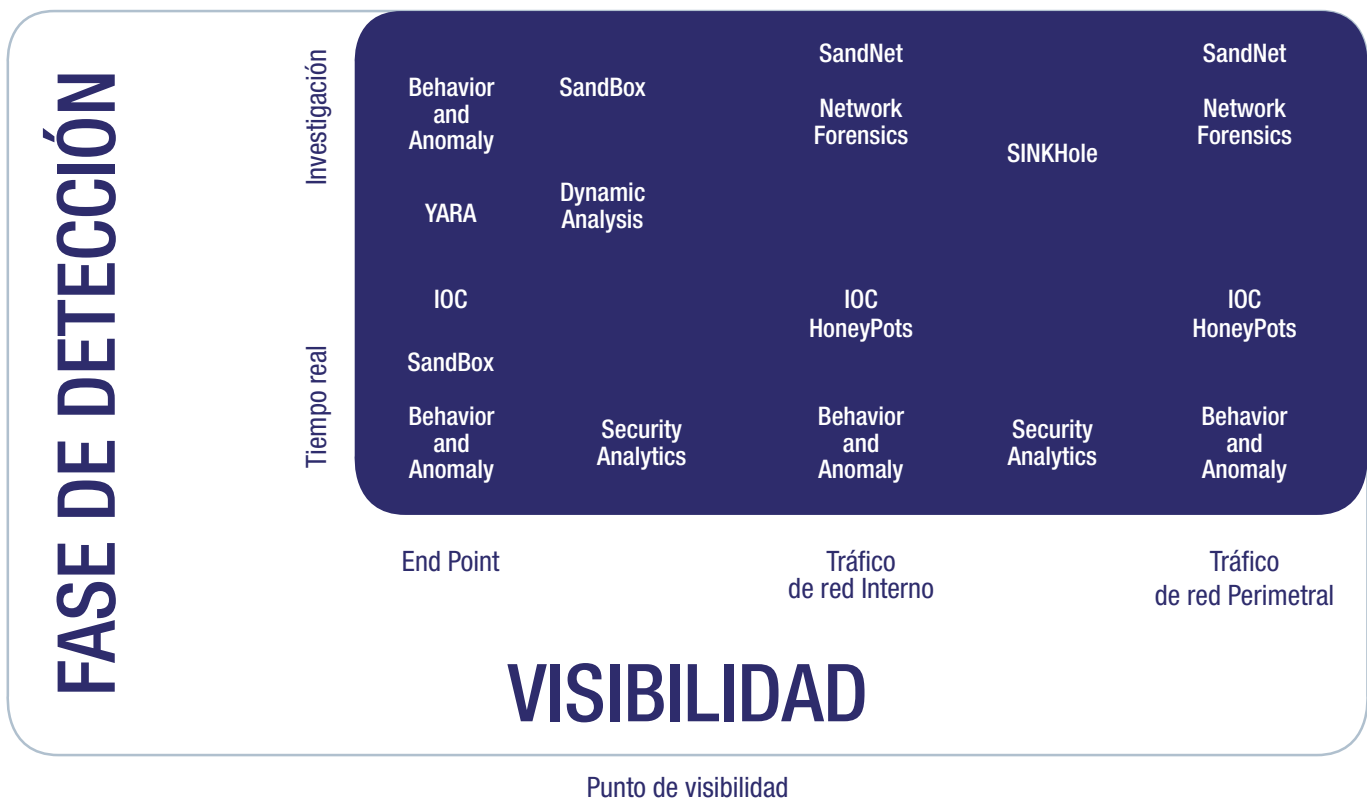 FASE DE DETECCIÓN
Investigación
Tiempo real
Behavior
and
Anomaly
YARA
IOC
SandBox
Behavior
and
Anomaly
SandBox
Dynamic
Analysis
Security
Analytics
SandNet
Network
Forensics
IOC
HoneyPots
Behavior
and
Anomaly
SINKHole
Security
Analytics
SandNet
Network
Forensics
IOC
HoneyPots
Behavior
and
Anomaly
End Point
Tráfico
de red Interno
Tráfico
de red Perimetral
VISIBILIDAD
Punto de visibilidad